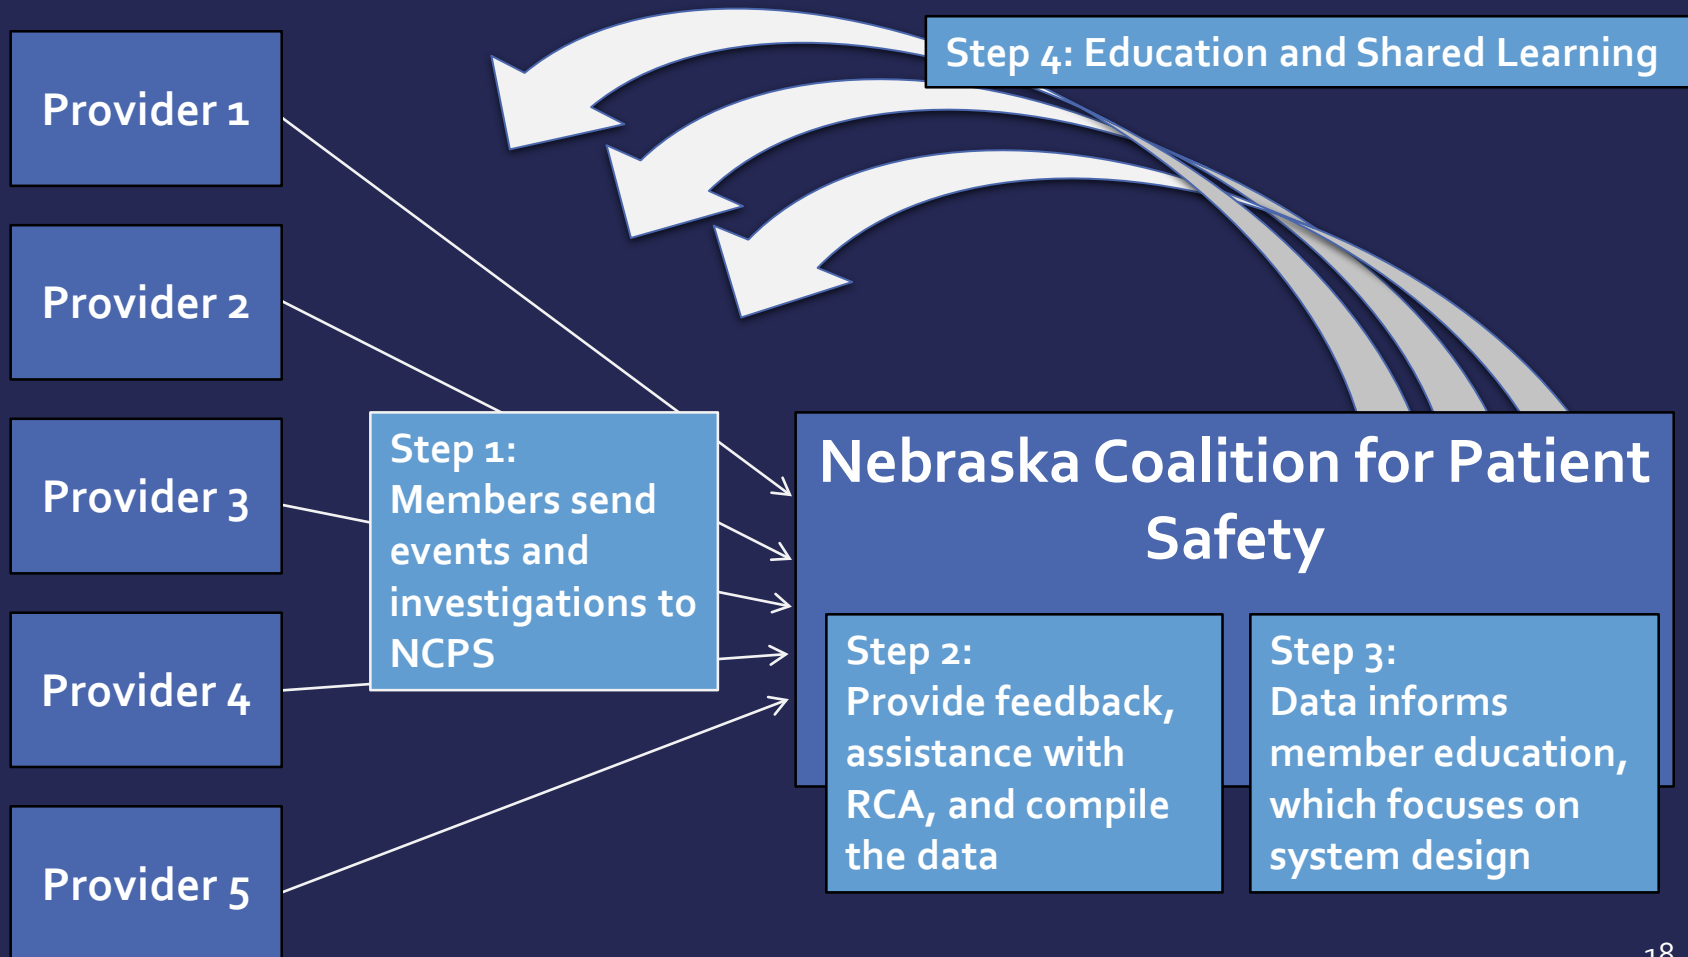 Step 4: Education and Shared Learning
Provider 1
Provider 2
Provider 3
Provider 4
Provider 5
Step 1:
Members send
events and
investigations to
NCPS
Nebraska Coalition for Patient
Safety
Step 2:
Provide feedback,
assistance with
RCA, and compile
the data
Step 3:
Data informs
member education,
which focuses on
system design
18